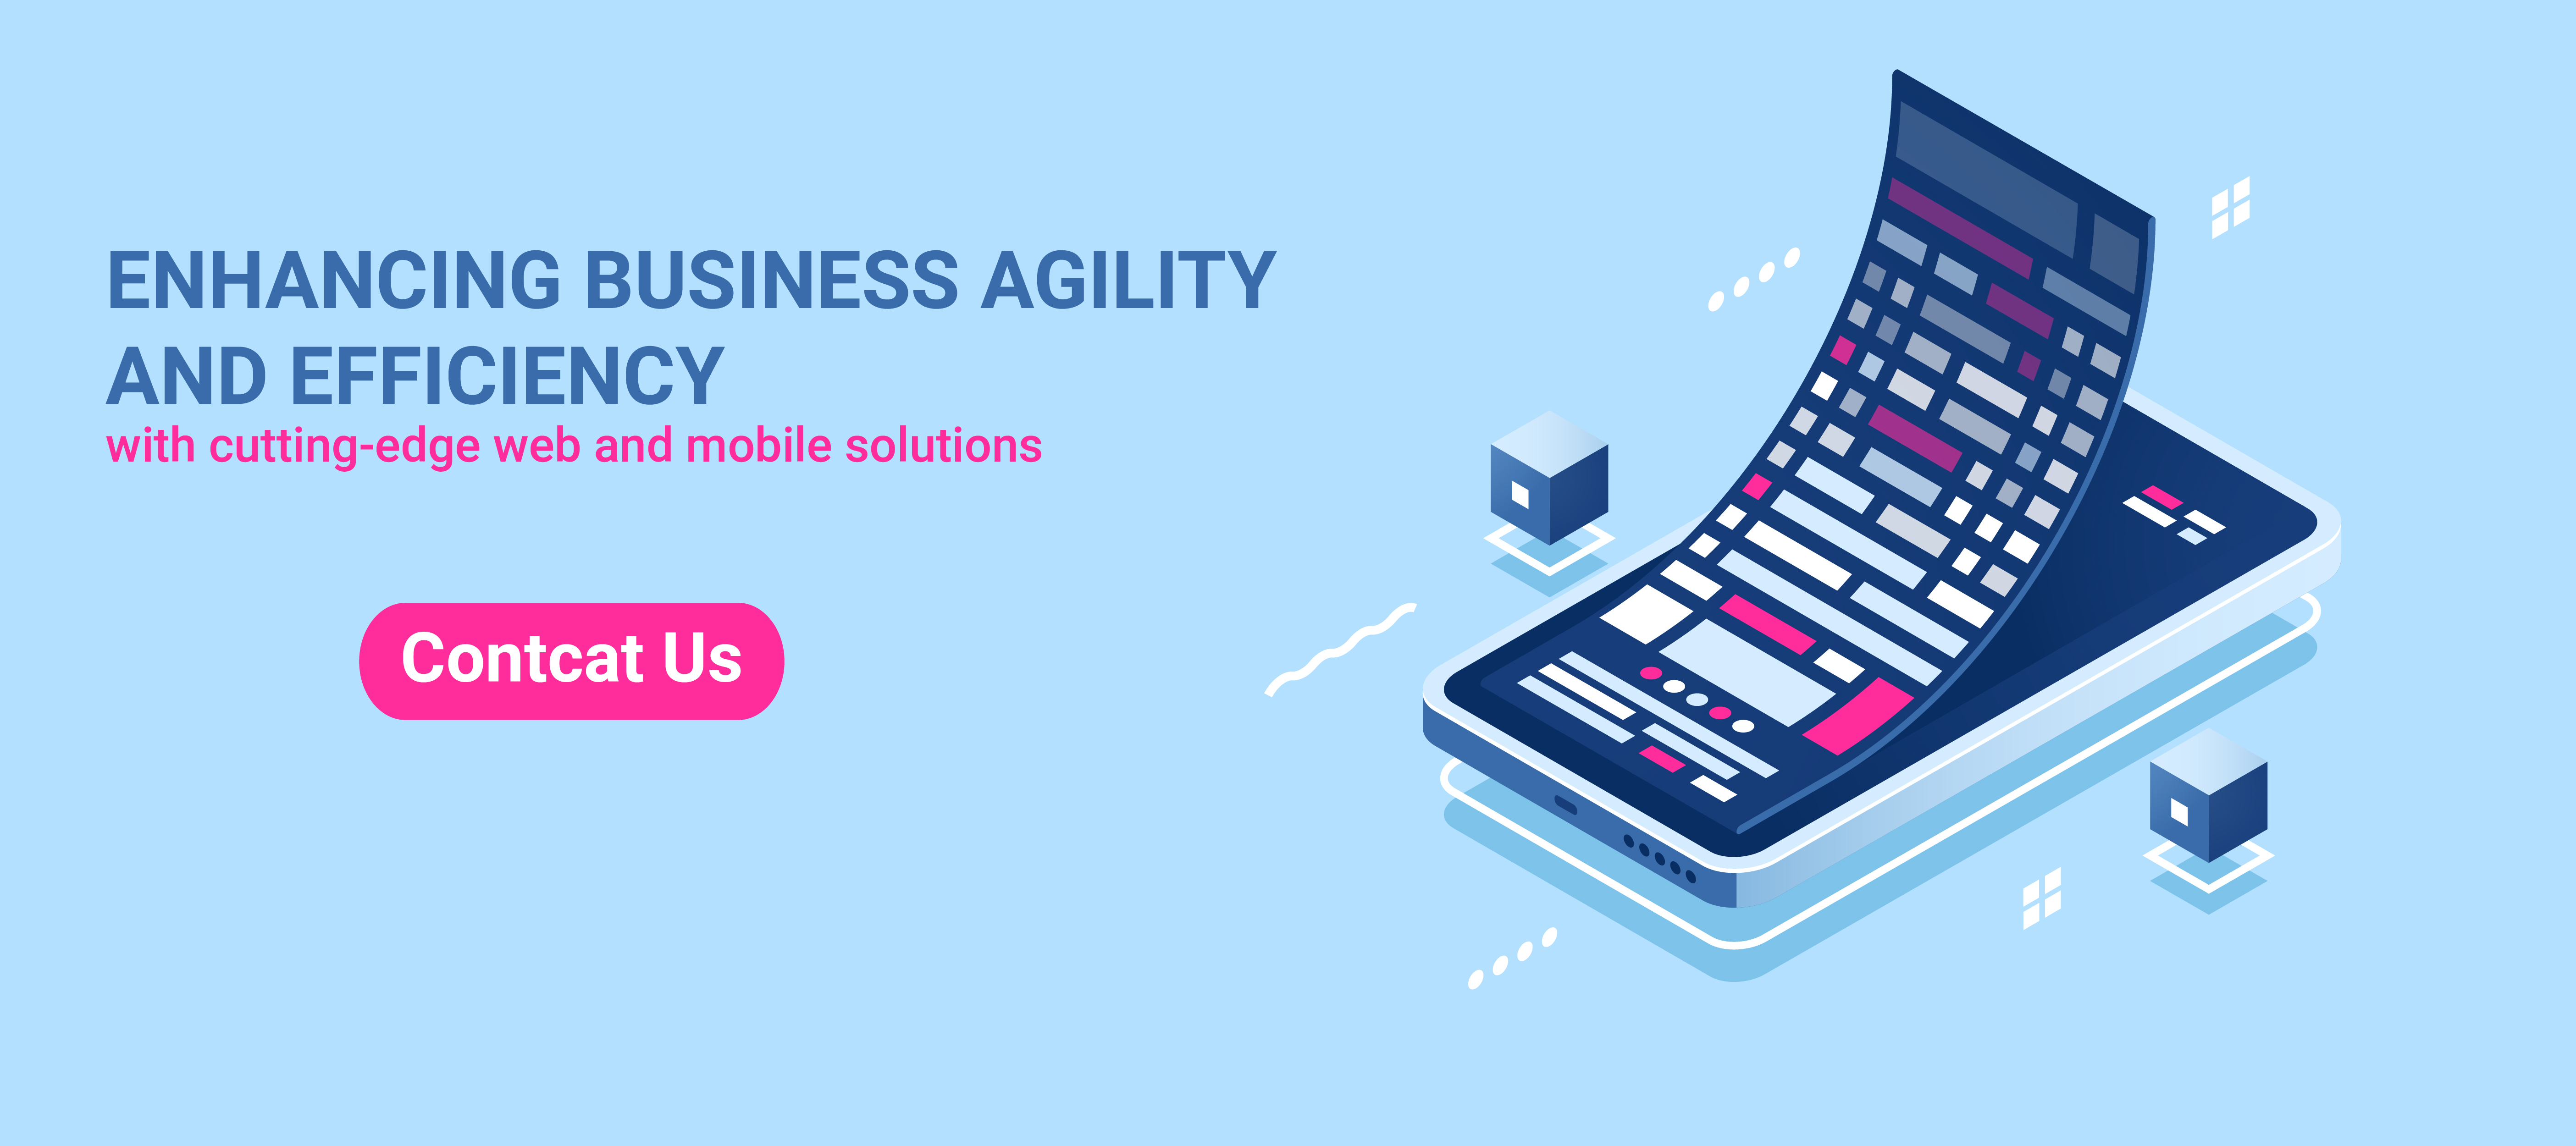 ENHANCING BUSINESS AGILITY
AND EFFICIENCY
with cutting-edge web and mobile solutions
Contcat Us